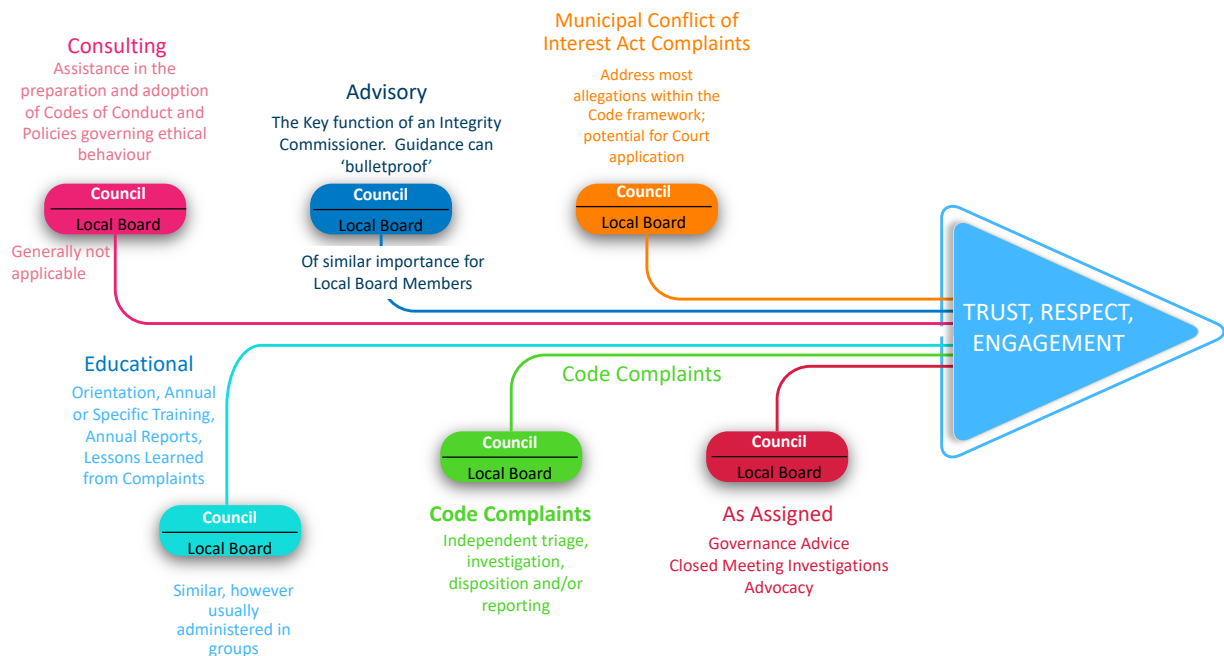 Consulting
Assistance in the
preparation and adoption
of Codes of Conduct and
Policies governing ethical
behaviour
Council
Local Board
Generally not
applicable
Advisory
The Key function of an Integrity
Commissioner.  Guidance can
‘bulletproof’
Council
Local Board
Of similar importance for
Local Board Members
Municipal Conflict of
Interest Act Complaints
Address most
allegations within the
Code framework;
potential for Court
application
Council
Local Board
TRUST, RESPECT,
ENGAGEMENT
Educational
Orientation, Annual
or Specific Training,
Annual Reports,
Lessons Learned
from Complaints
Council
Local Board
Similar, however
usually
administered in
groups
Code Complaints
Council
Local Board
Code Complaints
Independent triage,
investigation,
disposition and/or
reporting
Council
Local Board
As Assigned
Governance Advice
Closed Meeting Investigations
Advocacy